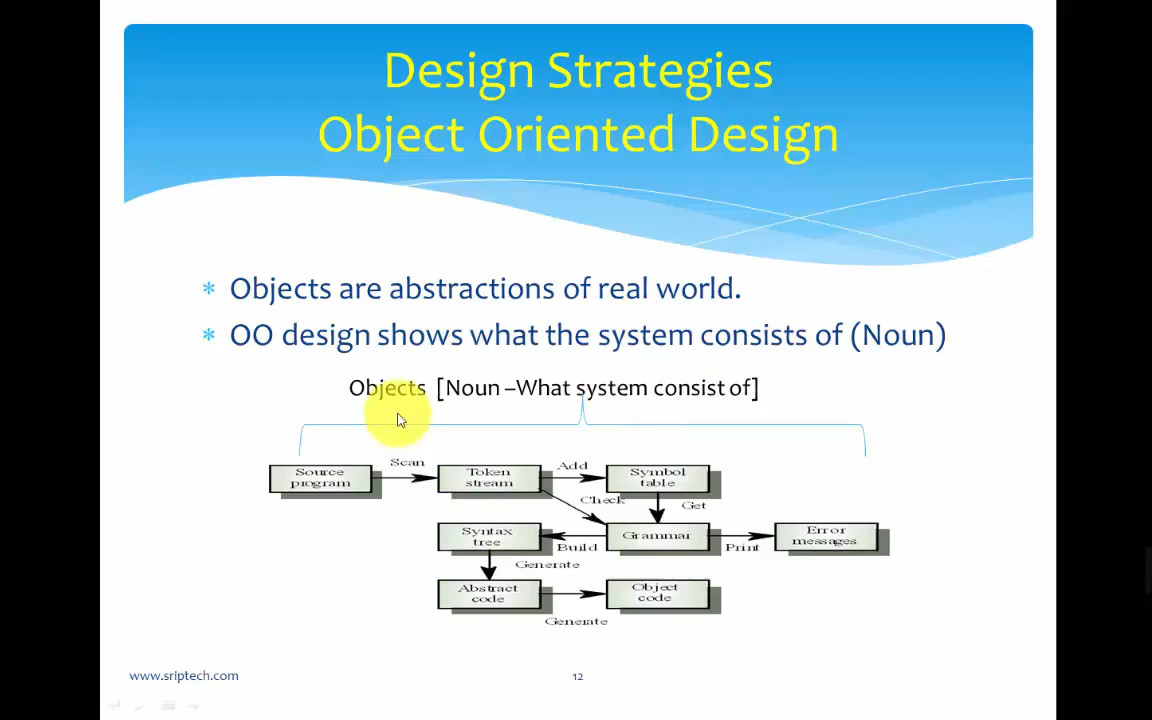 Design Strategies
Object Oriented Design
* Objects are abstractions of real world.
* OO design shows what the system consists of (Noun)
Objects [Noun –What system consist of]
Source
program
Scan
Token
stream
Add
Symbol
table
Check
Get
Syntax
tree
Build
Grammar
Print
Error
messages
Generate
Abstract
code
Object
code
Generate
www.sriptech.com
12